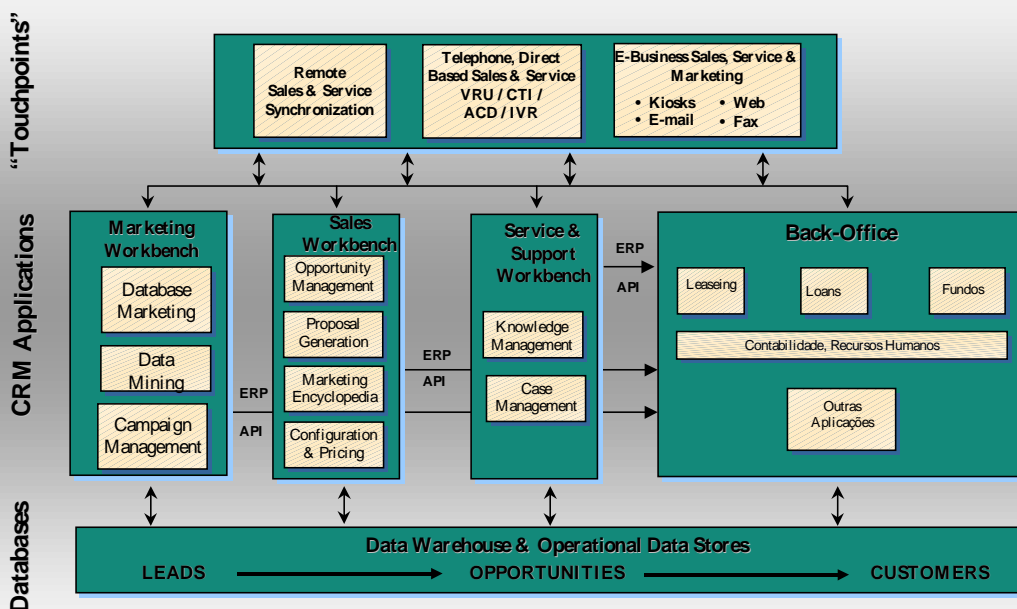 “Touchpoints”
Remote
Sales & Service
Synchronization
Telephone, Direct
Based Sales & Service
VRU / CTI /
ACD / IVR
E-Business Sales, Service &
Marketing
• Kiosks
• Web
• E-mail
• Fax
CRM Applications
Marketing
Workbench
Database
Marketing
Data
Mining
Campaign
Management
ERP
API
Sales
Workbench
Opportunity
Management
Proposal
Generation
Marketing
Encyclopedia
Configuration
& Pricing
ERP
API
Service &
Support
Workbench
Knowledge
Management
Case
Management
ERP
API
Back-Office
Leaseing
Loans
Fundos
Contabilidade, Recursos Humanos
Outras
Aplicações
Databases
Data Warehouse & Operational Data Stores
LEADS
OPPORTUNITIES
CUSTOMERS